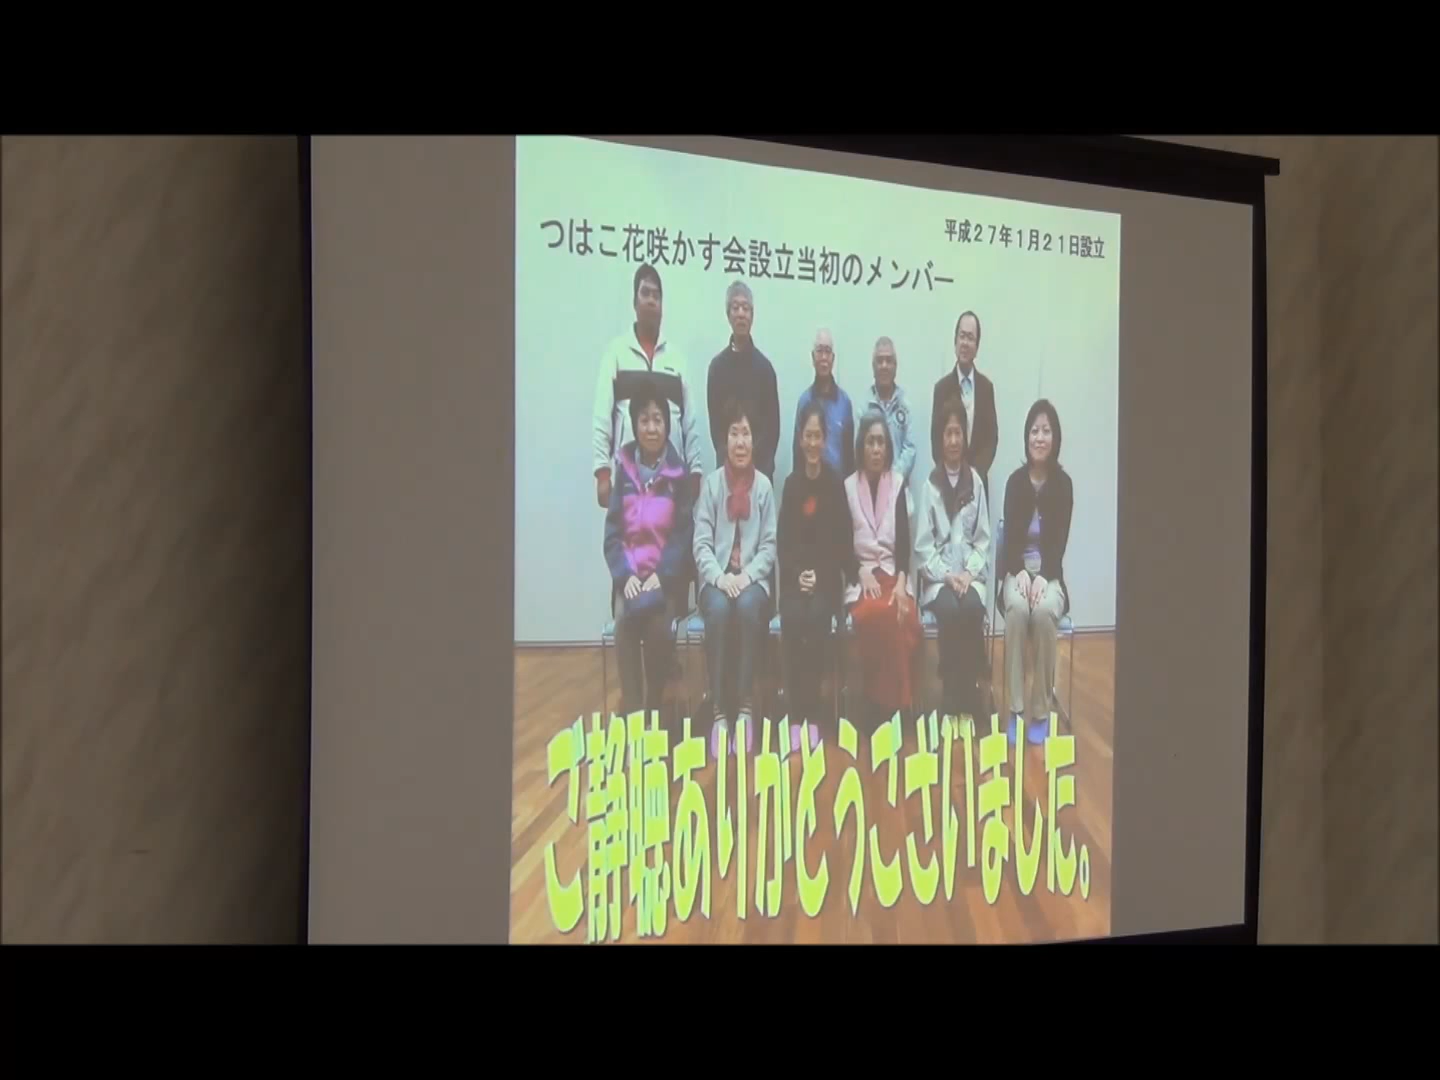 平成27年1月21日設立
つはこ花咲かす会設立当初のメンバー
ご静聴ありがとうございました。